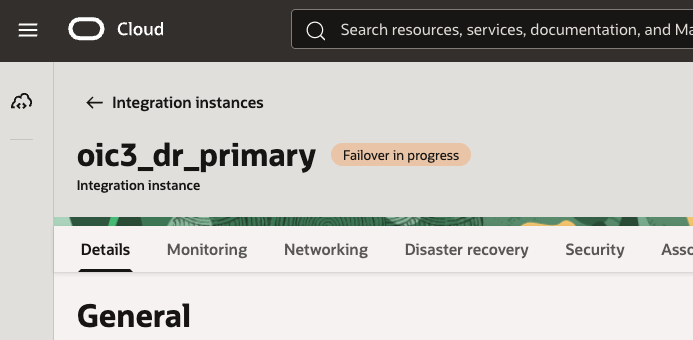 Cloud
Search resources, services, documentation, and Ma
Integration instances
oic3_dr_primary Failover in progress
Integration instance
Details Monitoring Networking Disaster recovery Security Asso
General